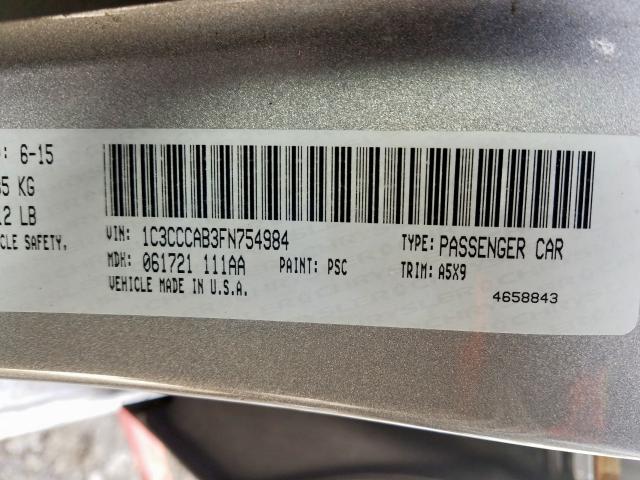 : 6-15
5 KG
2 LB
CLE SAFETY,
VIN: 1C3CCCAB3FN754984
TYPE: PASSENGER CAR
MDH: 061721 111AA PAINT: PSC
TRIM: A5X9
VEHICLE MADE IN U.S.A.
4658843